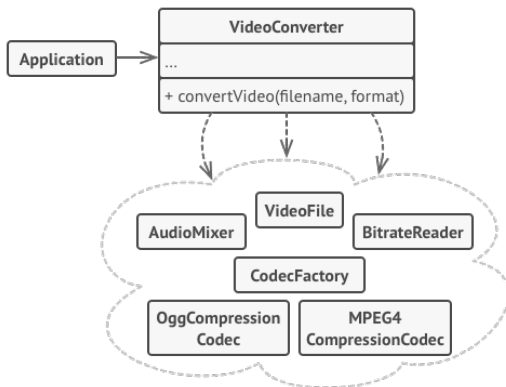 VideoConverter
Application
...
+ convertVideo(filename, format)
VideoFile
AudioMixer
BitrateReader
CodecFactory
OggCompression
Codec
MPEG4
CompressionCodec